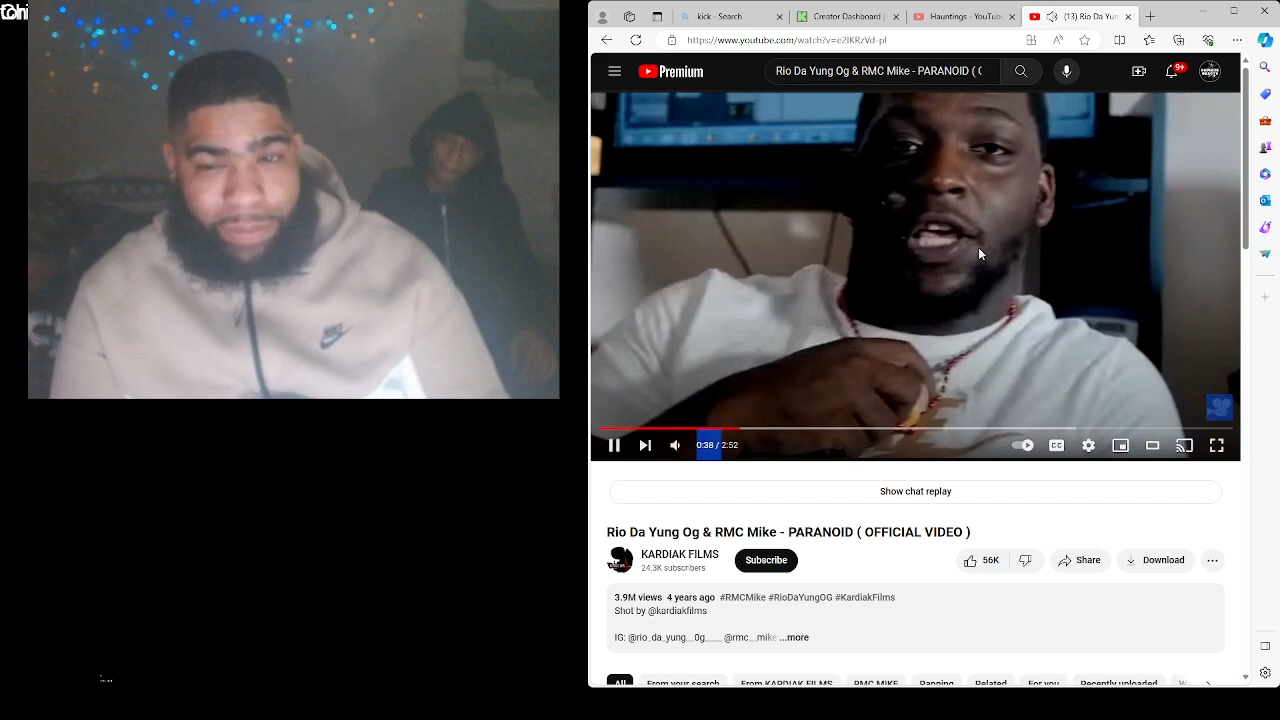 kick - Search
Creator Dashboard |
Hauntings - YouTube
(13) Rio Da Yun
https://www.youtube.com/watch?v=e2IKRzVd-pI
Premium
Rio Da Yung Og & RMC Mike - PARANOID ( O
9+
0:38 / 2:52
CC
Show chat replay
Rio Da Yung Og & RMC Mike - PARANOID ( OFFICIAL VIDEO )
KARDIAK FILMS
24.3K subscribers
Subscribe
56K
Share
Download
3.9M views 4 years ago #RMCMike #RioDaYungOG #KardiakFilms
Shot by @kardiakfilms
IG: @rio_da_yung__0g____ @rmc__mike ...more
All
From your search
From KARDIAK FILMS
RMC MIKE
Rapping
Related
For you
Recently uploaded
W